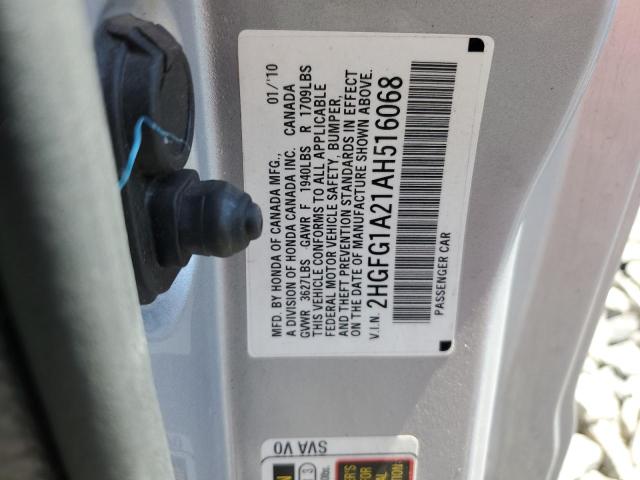 MFD. BY HONDA OF CANADA MFG., 01/'10
A DIVISION OF HONDA CANADA INC. CANADA
GVWR 3627LBS GAWR F 1940LBS R 1709LBS
THIS VEHICLE CONFORMS TO ALL APPLICABLE
FEDERAL MOTOR VEHICLE SAFETY, BUMPER,
AND THEFT PREVENTION STANDARDS IN EFFECT
ON THE DATE OF MANUFACTURE SHOWN ABOVE.
V.I.N. 2HGFG1A21AH516068
PASSENGER CAR
SVA V0